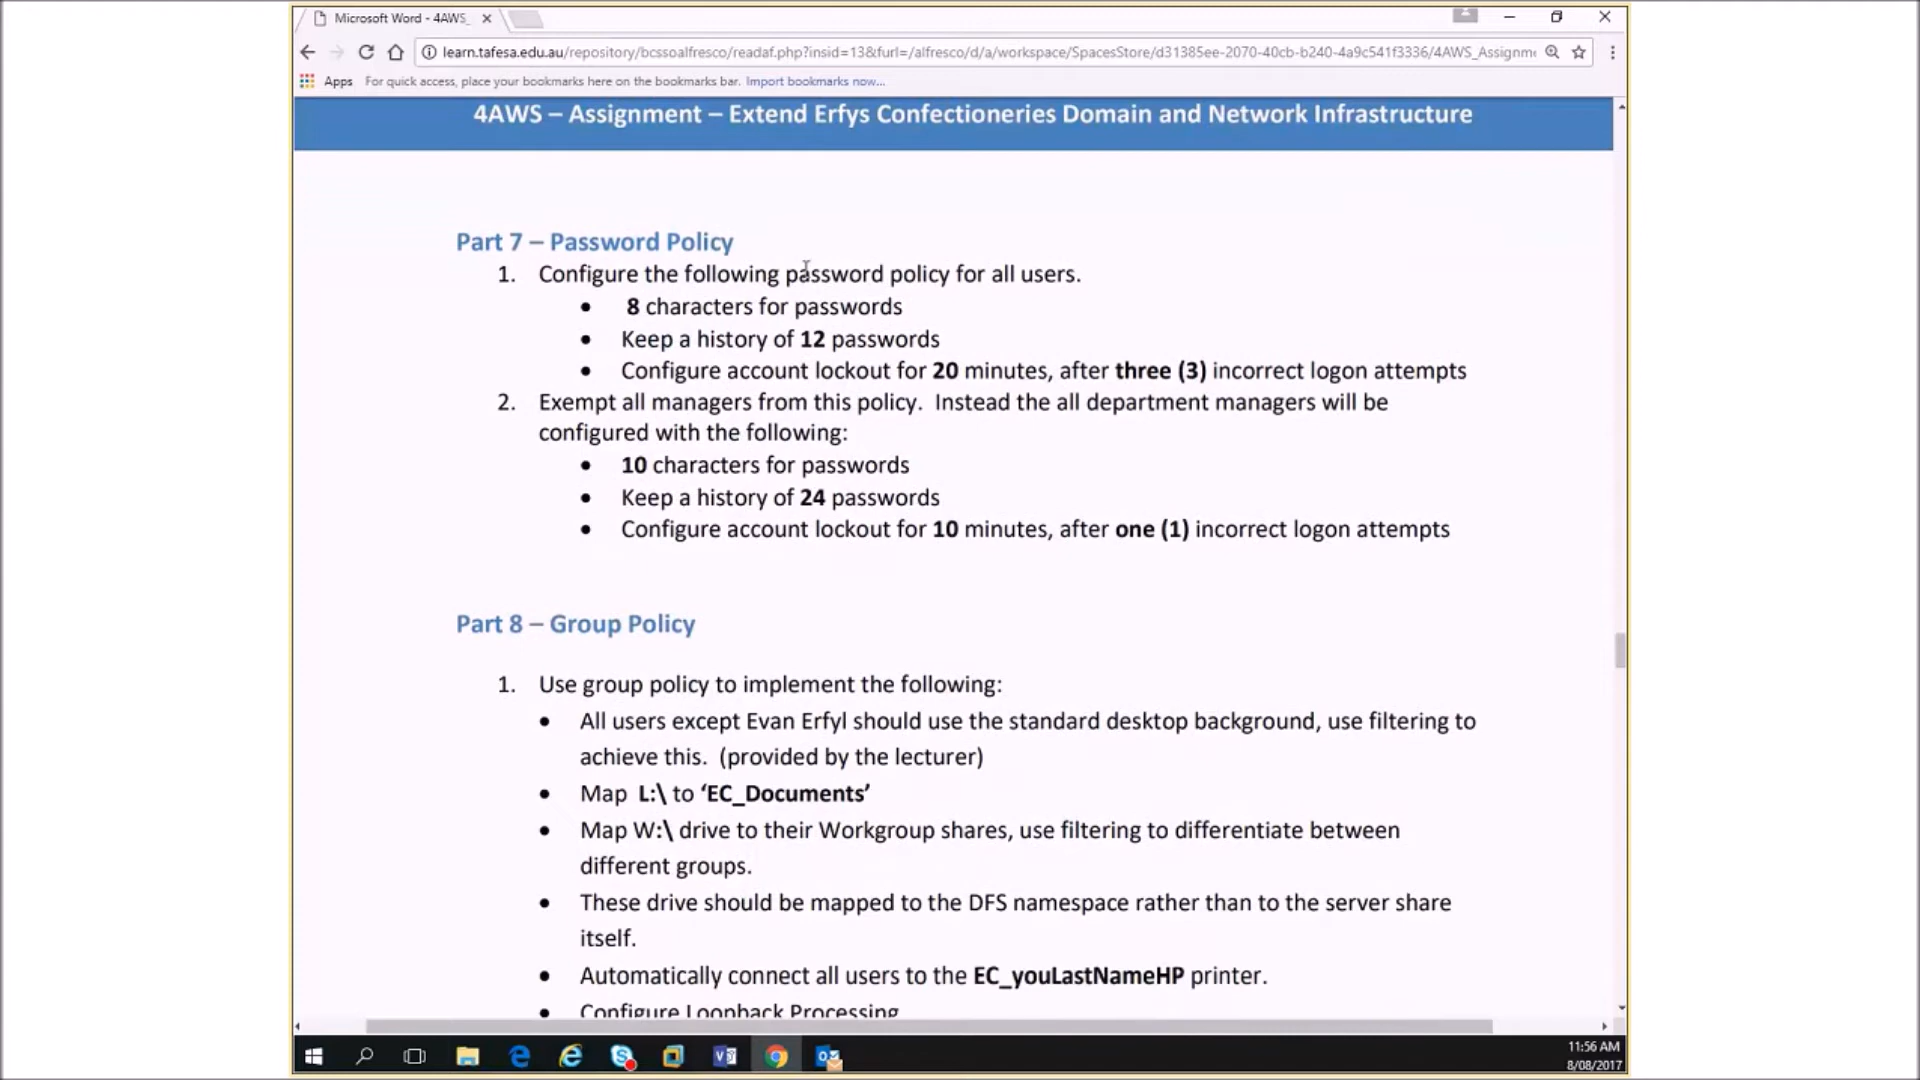 Microsoft Word - 4AWS_
learn.tafesa.edu.au/repository/bcssoalfresco/readaf.php?insid=13&furl=/alfresco/d/a/workspace/SpacesStore/d31385ee-2070-40cb-b240-4a9c541f3336/4AWS_Assignme
Apps For quick access, place your bookmarks here on the bookmarks bar. Import bookmarks now...
4AWS – Assignment – Extend Erfys Confectioneries Domain and Network Infrastructure
Part 7 – Password Policy
1. Configure the following password policy for all users.
• 8 characters for passwords
• Keep a history of 12 passwords
• Configure account lockout for 20 minutes, after three (3) incorrect logon attempts
2. Exempt all managers from this policy. Instead the all department managers will be
configured with the following:
• 10 characters for passwords
• Keep a history of 24 passwords
• Configure account lockout for 10 minutes, after one (1) incorrect logon attempts
Part 8 – Group Policy
1. Use group policy to implement the following:
• All users except Evan Erfyl should use the standard desktop background, use filtering to
achieve this. (provided by the lecturer)
• Map L:\ to ‘EC_Documents’
• Map W:\ drive to their Workgroup shares, use filtering to differentiate between
different groups.
• These drive should be mapped to the DFS namespace rather than to the server share
itself.
• Automatically connect all users to the EC_youLastNameHP printer.
• Configure Loopback Processing
11:56 AM
8/08/2017